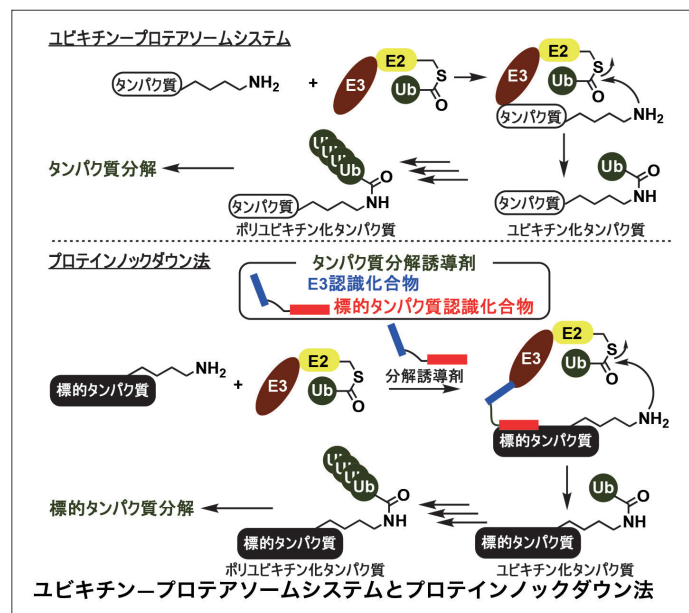 ユビキチンープロテアソームシステム
タンパク質
NH2
+
E3
E2
S
Ub
O
E3
E2
S
Ub
O
タンパク質
NH2
タンパク質分解
Ub
Ub
Ub
Ub
O
NH
タンパク質
ポリユビキチン化タンパク質
Ub
O
NH
タンパク質
ユビキチン化タンパク質
プロテインノックダウン法
タンパク質分解誘導剤
E3認識化合物
標的タンパク質認識化合物
標的タンパク質
NH2
+
E3
E2
S
Ub
O
分解誘導剤
E3
E2
S
Ub
O
標的タンパク質
NH2
標的タンパク質分解
Ub
Ub
Ub
Ub
O
NH
標的タンパク質
ポリユビキチン化タンパク質
Ub
O
NH
標的タンパク質
ユビキチン化タンパク質
ユビキチン―プロテアソームシステムとプロテインノックダウン法